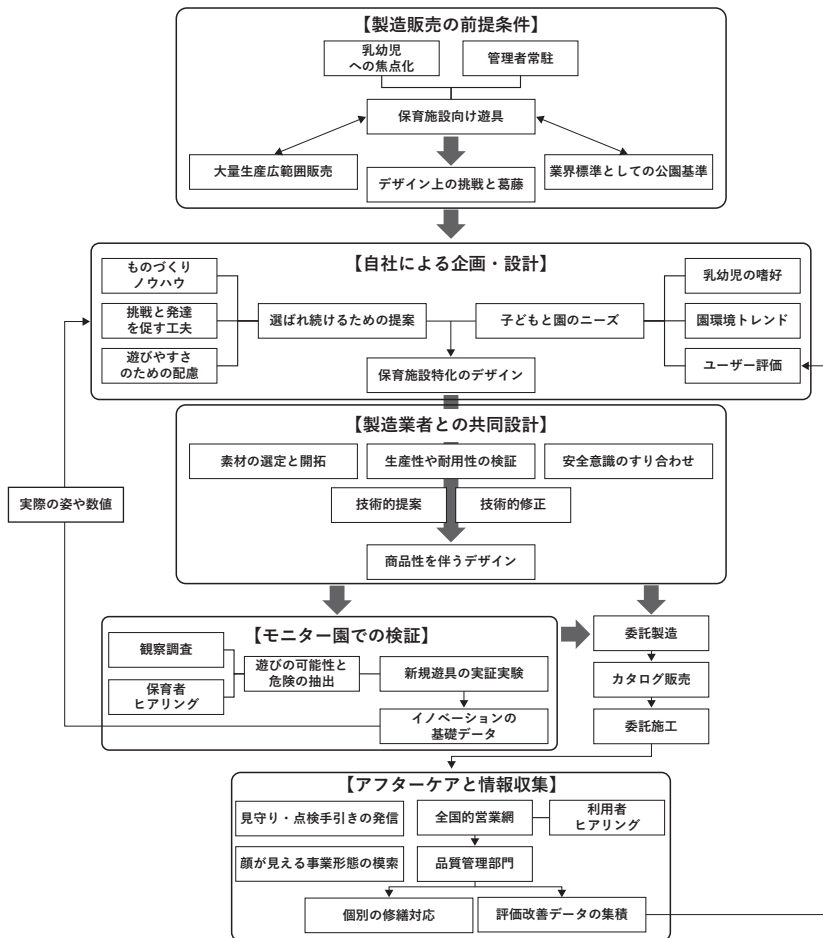 【製造販売の前提条件】
乳幼児
への焦点化
管理者常駐
保育施設向け遊具
大量生産広範囲販売
デザイン上の挑戦と葛藤
業界標準としての公園基準
【自社による企画・設計】
ものづくり
ノウハウ
挑戦と発達
を促す工夫
遊びやすさ
のための配慮
選ばれ続けるための提案
子どもと園のニーズ
乳幼児の嗜好
園環境トレンド
ユーザー評価
保育施設特化のデザイン
【製造業者との共同設計】
素材の選定と開拓
生産性や耐用性の検証
安全意識のすり合わせ
技術的提案
技術的修正
商品性を伴うデザイン
実際の姿や数値
【モニター園での検証】
観察調査
保育者
ヒアリング
遊びの可能性と
危険の抽出
新規遊具の実証実験
イノベーションの
基礎データ
委託製造
カタログ販売
委託施工
【アフターケアと情報収集】
見守り・点検手引きの発信
全国的営業網
利用者
ヒアリング
顔が見える事業形態の模索
品質管理部門
個別の修繕対応
評価改善データの集積